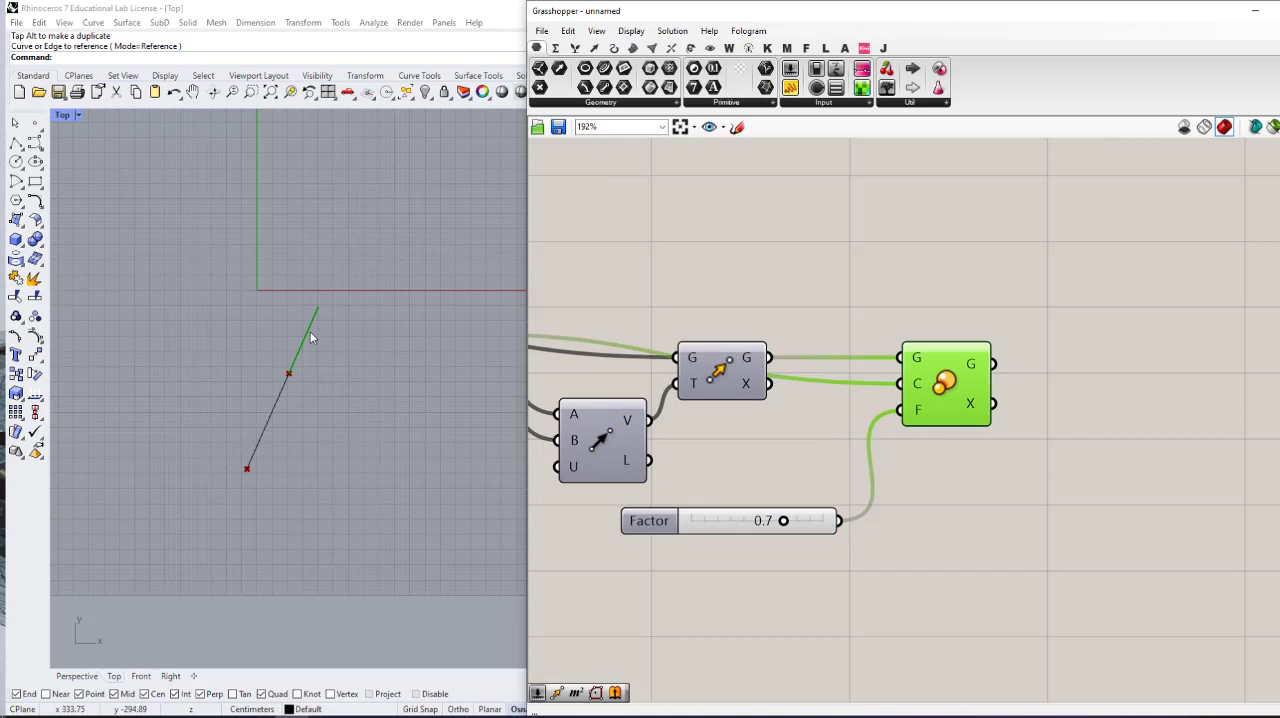 Rhinoceros 7 Educational Lab License - [Top]
File Edit View Curve Surface SubD Solid Mesh Dimension Transform Tools Analyze Render Panels Help
Tap Alt to make a duplicate
Curve or Edge to reference ( Mode=Reference )
Command:
Standard CPlanes Set View Display Select Viewport Layout Visibility Transform Curve Tools Surface Tools
Top
y
x
Perspective Top Front Right
End Near Point Mid Cen Int Perp Tan Quad Knot Vertex Project Disable
CPlane x 333.75 y -294.89 z Centimeters Default Grid Snap Ortho Planar
Grasshopper - unnamed
File Edit View Display Solution Help Fologram
W K M F L A J
Geometry Primitive Input Util
192%
G G
T X
A V
B
U L
G G
C
F X
Factor 0.7
m²
...